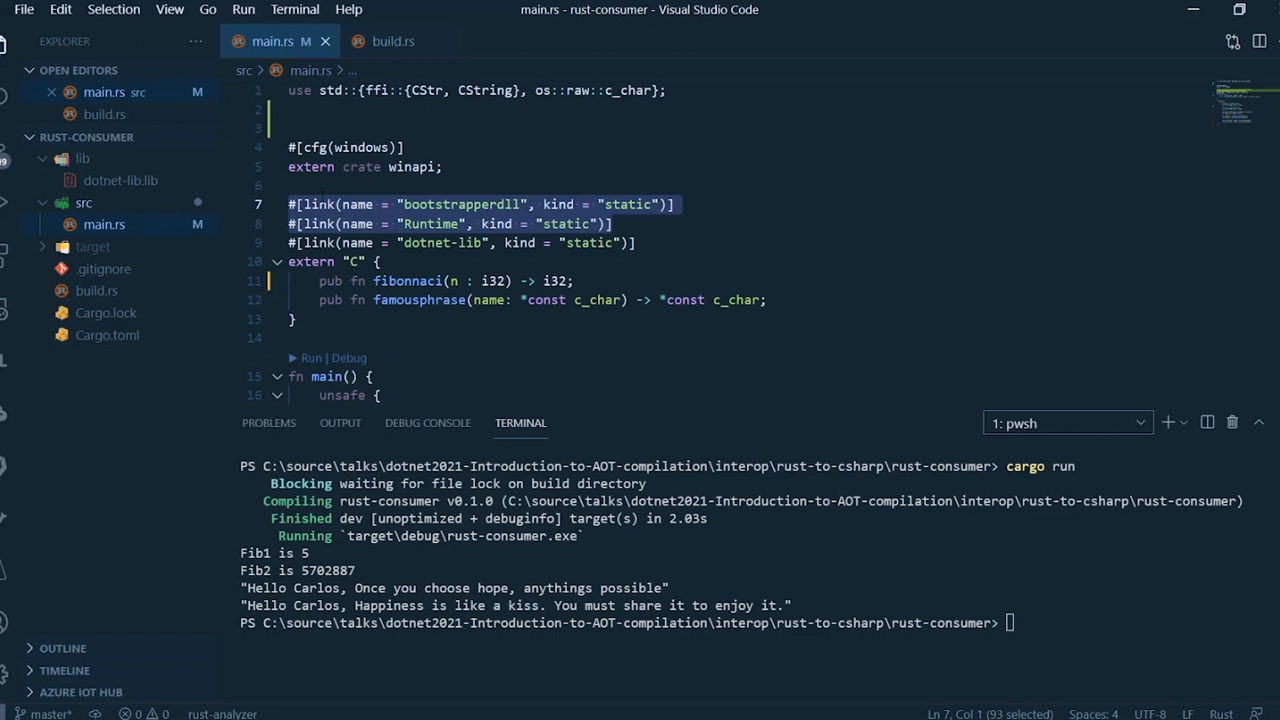 File Edit Selection View Go Run Terminal Help
main.rs - rust-consumer - Visual Studio Code
EXPLORER ...
main.rs M
build.rs
OPEN EDITORS
main.rs src
build.rs
RUST-CONSUMER
lib
dotnet-lib.lib
src
main.rs M
target
.gitignore
build.rs
Cargo.lock
Cargo.toml
OUTLINE
TIMELINE
AZURE IOT HUB
src > main.rs > ...
1 use std::{ffi::{CStr, CString}, os::raw::c_char};
2
3
4 #[cfg(windows)]
5 extern crate winapi;
6
7 #[link(name = "bootstrapperdll", kind = "static")]
8 #[link(name = "Runtime", kind = "static")]
9 #[link(name = "dotnet-lib", kind = "static")]
10 extern "C" {
11 pub fn fibonnaci(n : i32) -> i32;
12 pub fn famousphrase(name: *const c_char) -> *const c_char;
13 }
14
Run | Debug
15 fn main() {
16 unsafe {
PROBLEMS OUTPUT DEBUG CONSOLE TERMINAL
1: pwsh
PS C:\source\talks\dotnet2021-Introduction-to-AOT-compilation\interop\rust-to-csharp\rust-consumer> cargo run
Blocking waiting for file lock on build directory
Compiling rust-consumer v0.1.0 (C:\source\talks\dotnet2021-Introduction-to-AOT-compilation\interop\rust-to-csharp\rust-consumer)
Finished dev [unoptimized + debuginfo] target(s) in 2.03s
Running `target\debug\rust-consumer.exe`
Fib1 is 5
Fib2 is 5702887
"Hello Carlos, Once you choose hope, anythings possible"
"Hello Carlos, Happiness is like a kiss. You must share it to enjoy it."
PS C:\source\talks\dotnet2021-Introduction-to-AOT-compilation\interop\rust-to-csharp\rust-consumer>
master* 0 0 rust-analyzer
Ln 7, Col 1 (93 selected) Spaces: 4 UTF-8 LF Rust